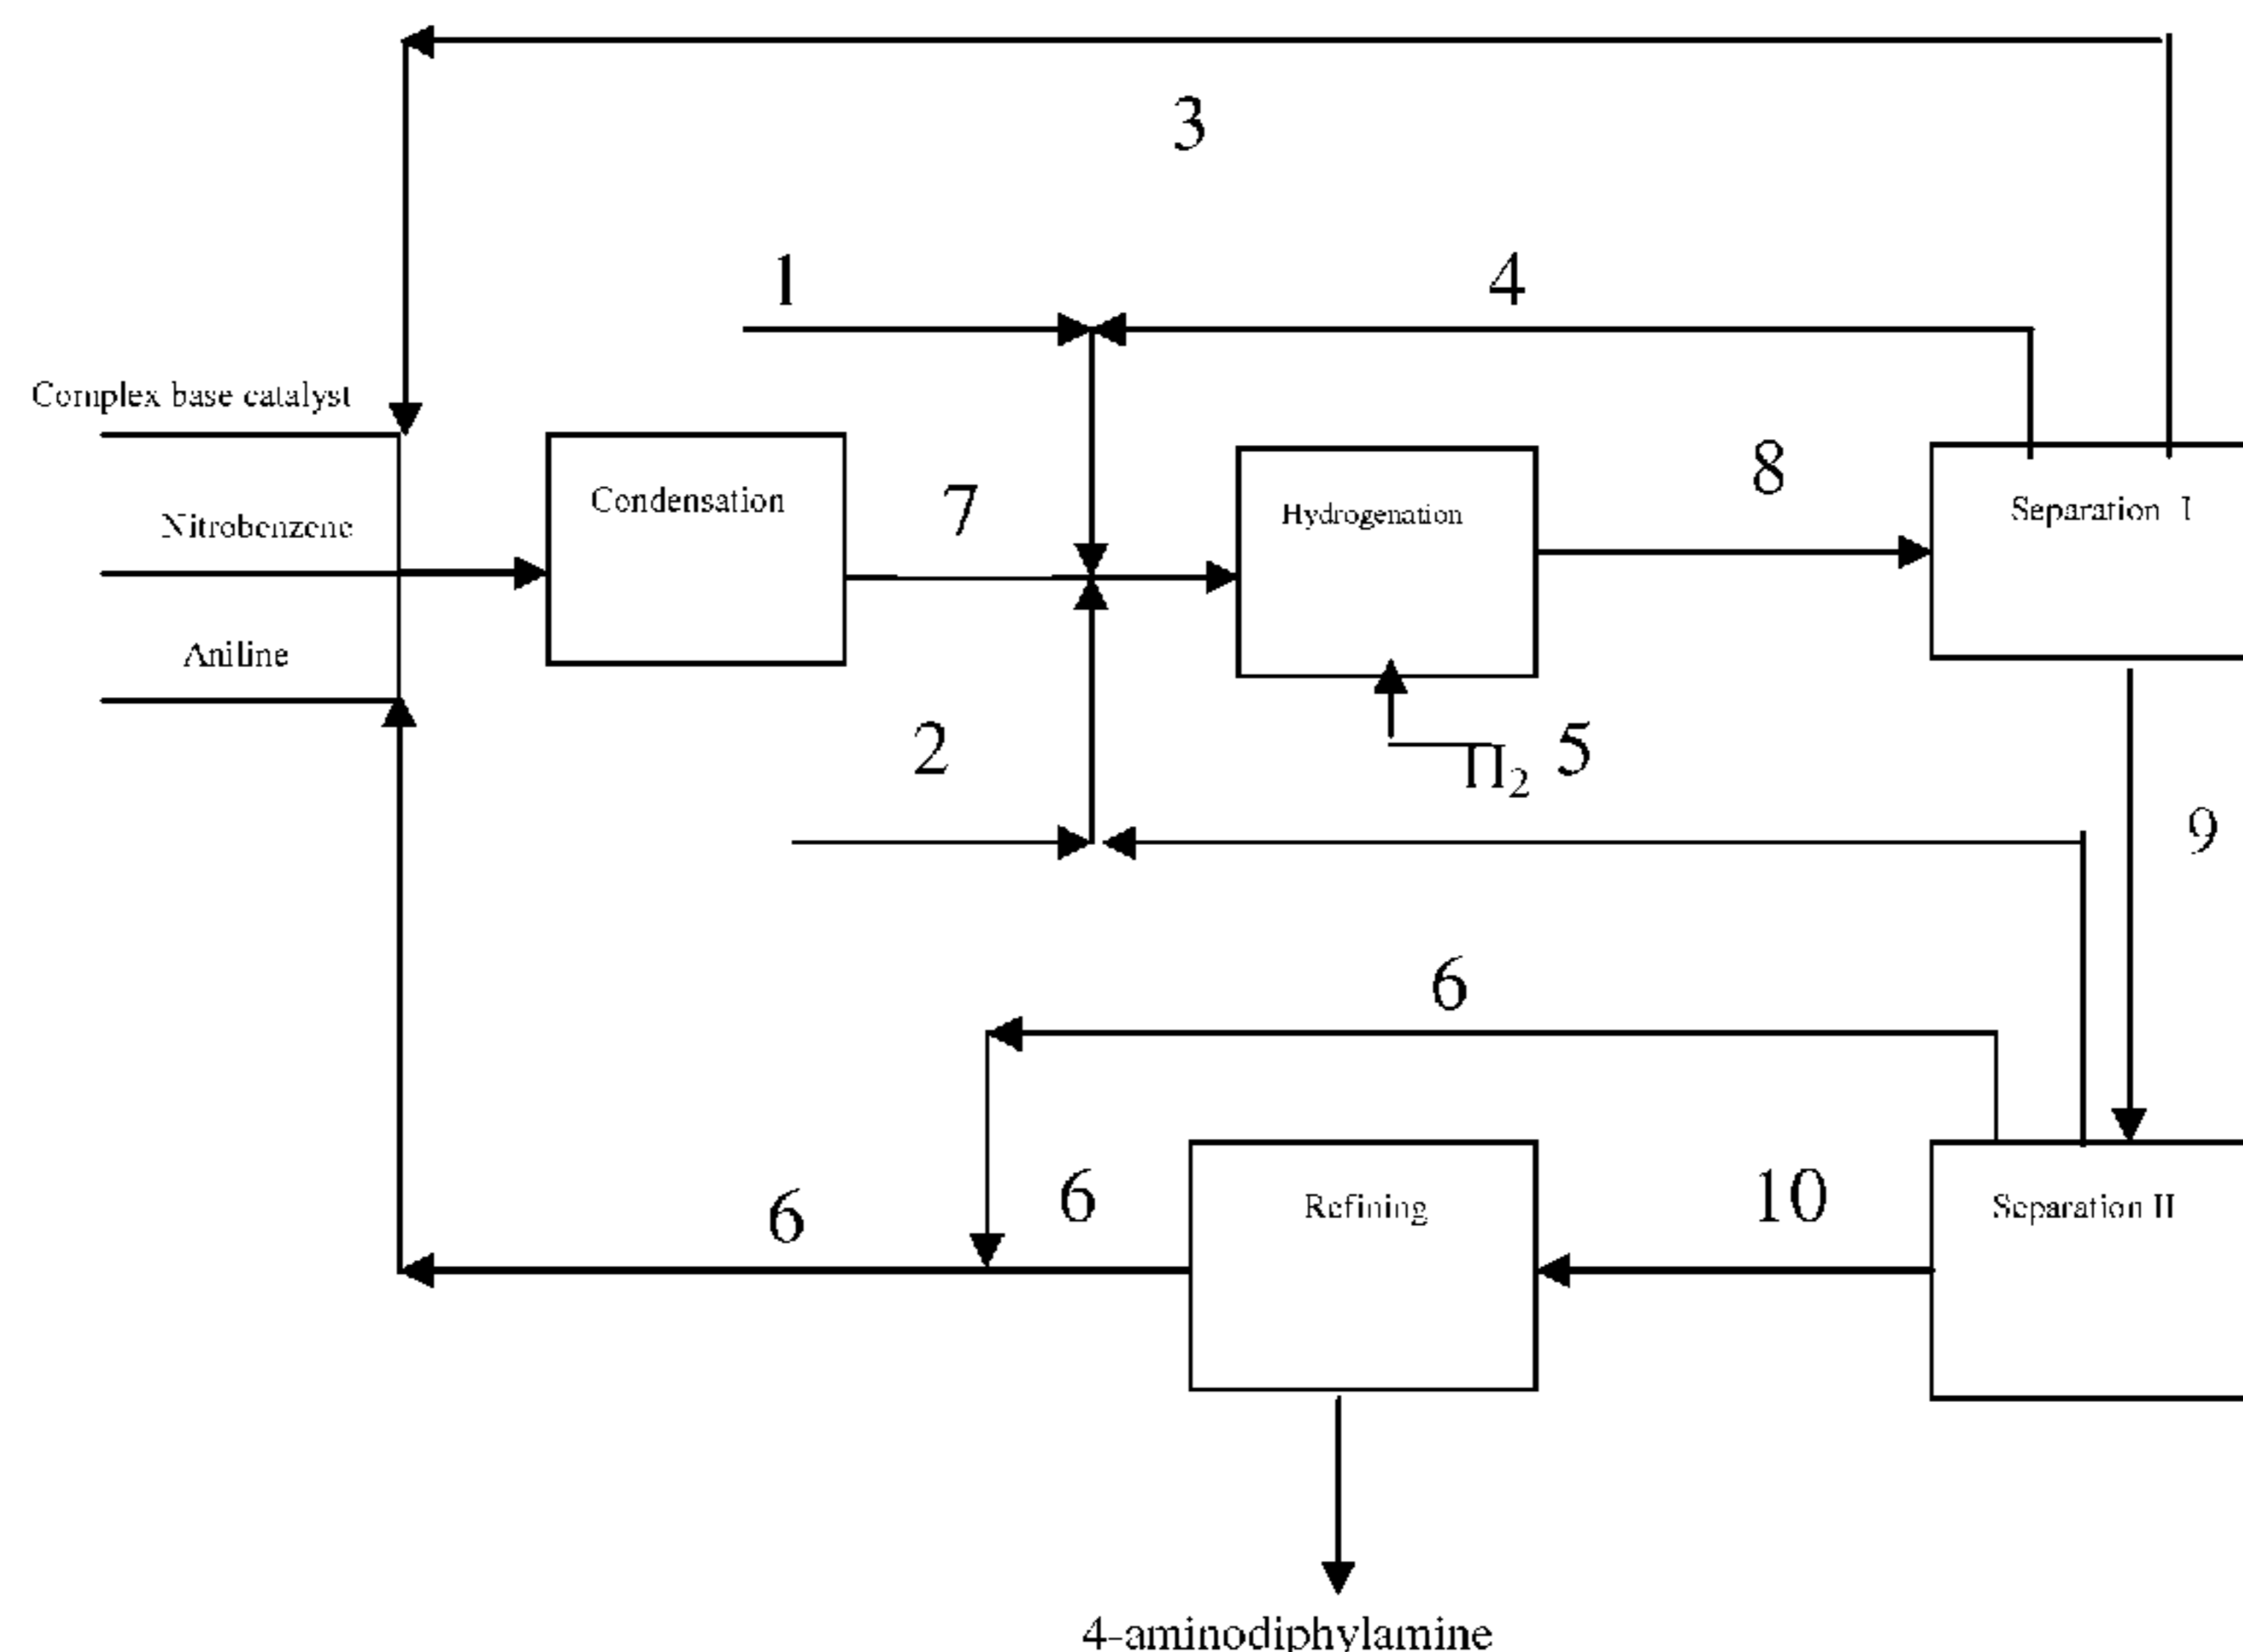 3
1
4
Complex base catalyst
Nitrobenzene
Aniline
Condensation
7
Hydrogenation
8
Separation I
2
H₂ 5
9
6
6
6
Refining
10
Separation II
4-aminodiphylamine